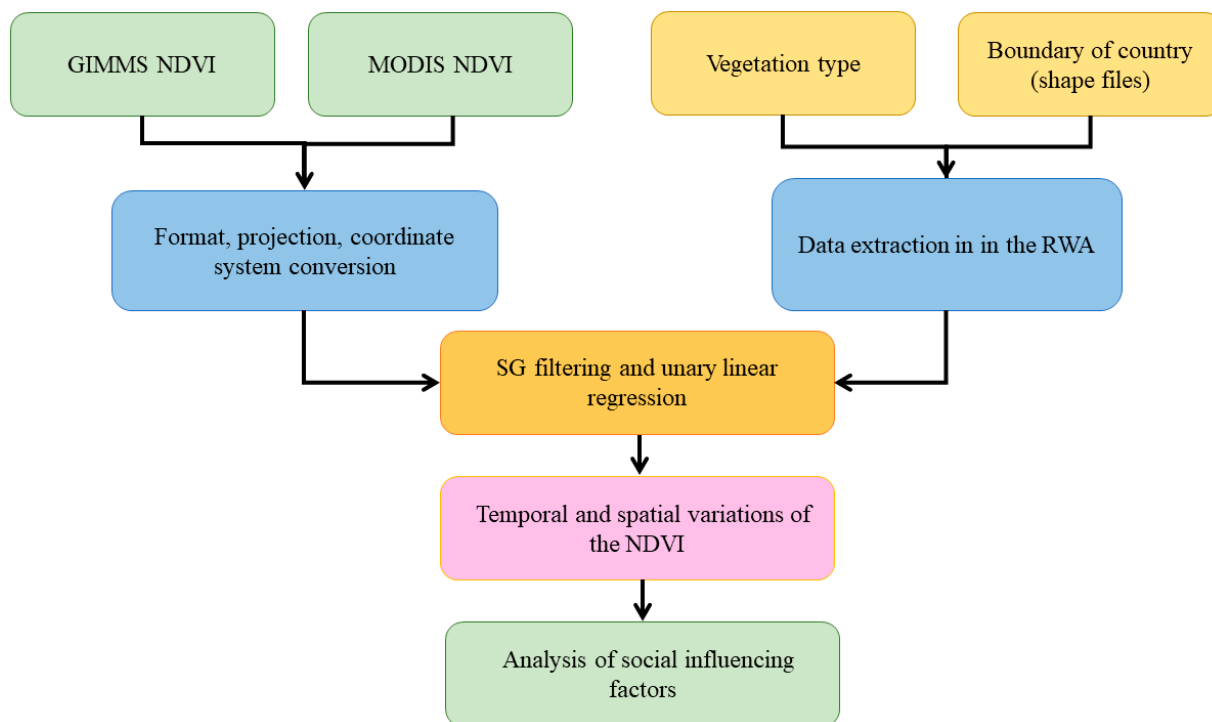 GIMMS NDVI
MODIS NDVI
Vegetation type
Boundary of country
(shape files)
Format, projection, coordinate
system conversion
Data extraction in in the RWA
SG filtering and unary linear
regression
Temporal and spatial variations of
the NDVI
Analysis of social influencing
factors